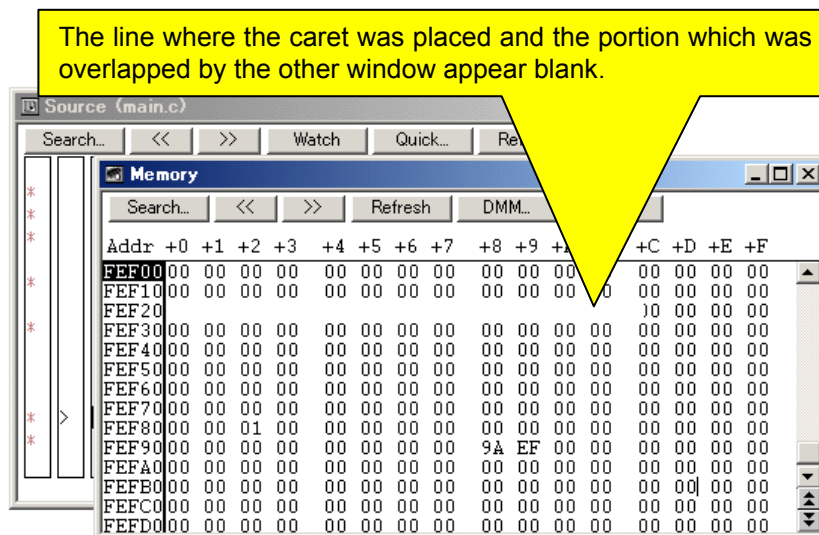 The line where the caret was placed and the portion which was
overlapped by the other window appear blank.
Source (main.c)
Search... << >> Watch Quick...
Memory
Search... << >> Refresh DMM...
Addr +0 +1 +2 +3 +4 +5 +6 +7 +8 +9 +C +D +E +F
FEF00 00 00 00 00 00 00 00 00 00 00 00 00 00 00 00 00
FEF10 00 00 00 00 00 00 00 00 00 00 00 00 00 00 00
FEF20 00 00 00
FEF30 00 00 00 00 00 00 00 00 00 00 00 00 00 00 00 00
FEF40 00 00 00 00 00 00 00 00 00 00 00 00 00 00 00 00
FEF50 00 00 00 00 00 00 00 00 00 00 00 00 00 00 00 00
FEF60 00 00 00 00 00 00 00 00 00 00 00 00 00 00 00 00
FEF70 00 00 00 00 00 00 00 00 00 00 00 00 00 00 00 00
FEF80 00 00 01 00 00 00 00 00 00 00 00 00 00 00 00 00
FEF90 00 00 00 00 00 00 00 00 9A EF 00 00 00 00 00 00
FEFA0 00 00 00 00 00 00 00 00 00 00 00 00 00 00 00 00
FEFB0 00 00 00 00 00 00 00 00 00 00 00 00 00 00 00 00
FEFC0 00 00 00 00 00 00 00 00 00 00 00 00 00 00 00 00
FEFD0 00 00 00 00 00 00 00 00 00 00 00 00 00 00 00 00